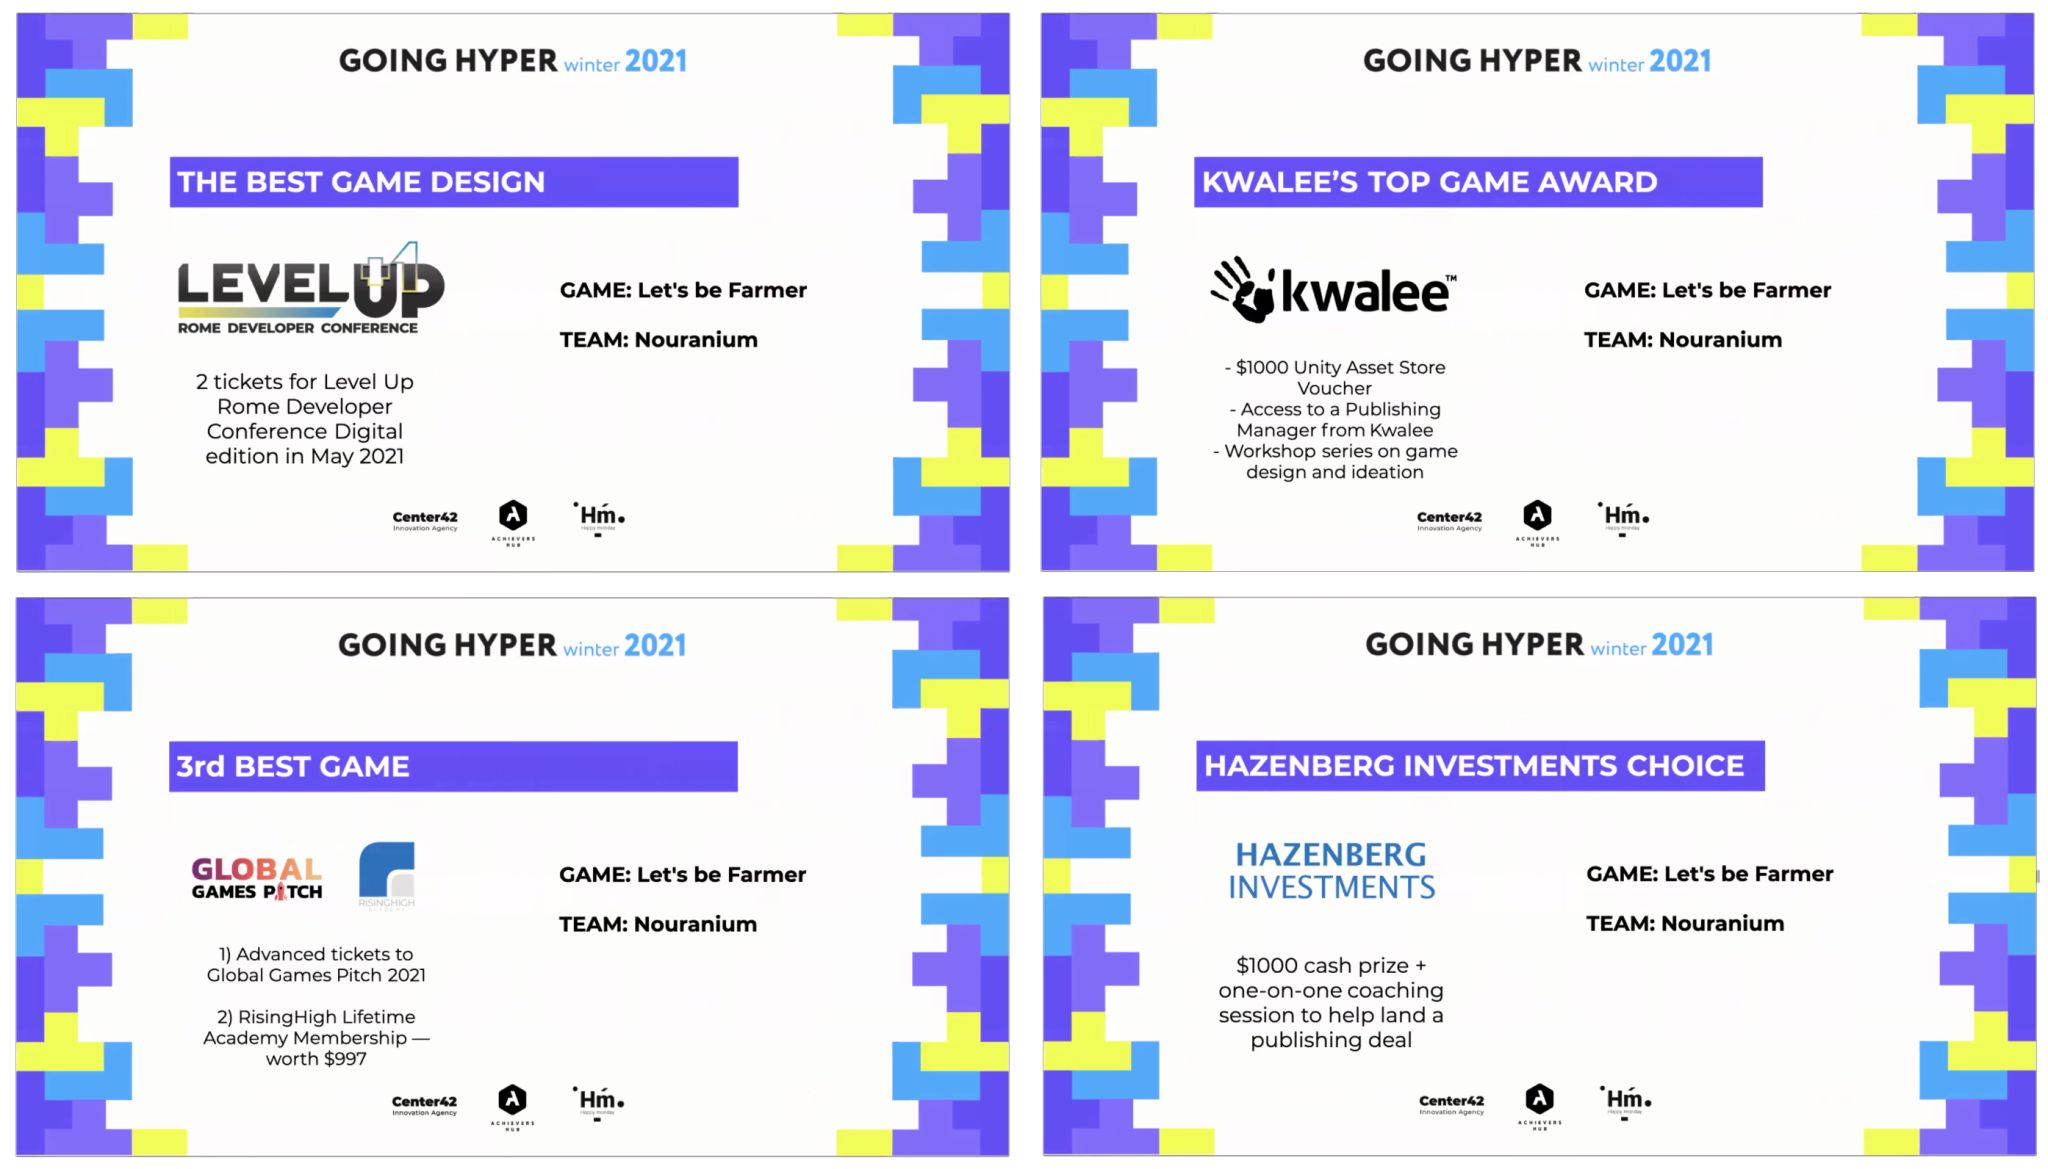 GOING HYPER winter 2021
THE BEST GAME DESIGN
LEVEL UP
ROME DEVELOPER CONFERENCE
2 tickets for Level Up
Rome Developer
Conference Digital
edition in May 2021
GAME: Let's be Farmer
TEAM: Nouranium
Center42
Innovation Agency
ACHIEVERS
HUB
Hm.
Happy Monday
GOING HYPER winter 2021
KWALEE’S TOP GAME AWARD
kwalee™
- $1000 Unity Asset Store
Voucher
- Access to a Publishing
Manager from Kwalee
- Workshop series on game
design and ideation
GAME: Let's be Farmer
TEAM: Nouranium
Center42
Innovation Agency
ACHIEVERS
HUB
Hm.
Happy Monday
GOING HYPER winter 2021
3rd BEST GAME
GLOBAL
GAMES PITCH
RISINGHIGH
ACADEMY
1) Advanced tickets to
Global Games Pitch 2021
2) RisingHigh Lifetime
Academy Membership —
worth $997
GAME: Let's be Farmer
TEAM: Nouranium
Center42
Innovation Agency
ACHIEVERS
HUB
Hm.
Happy Monday
GOING HYPER winter 2021
HAZENBERG INVESTMENTS CHOICE
HAZENBERG
INVESTMENTS
$1000 cash prize +
one-on-one coaching
session to help land a
publishing deal
GAME: Let's be Farmer
TEAM: Nouranium
Center42
Innovation Agency
ACHIEVERS
HUB
Hm.
Happy Monday